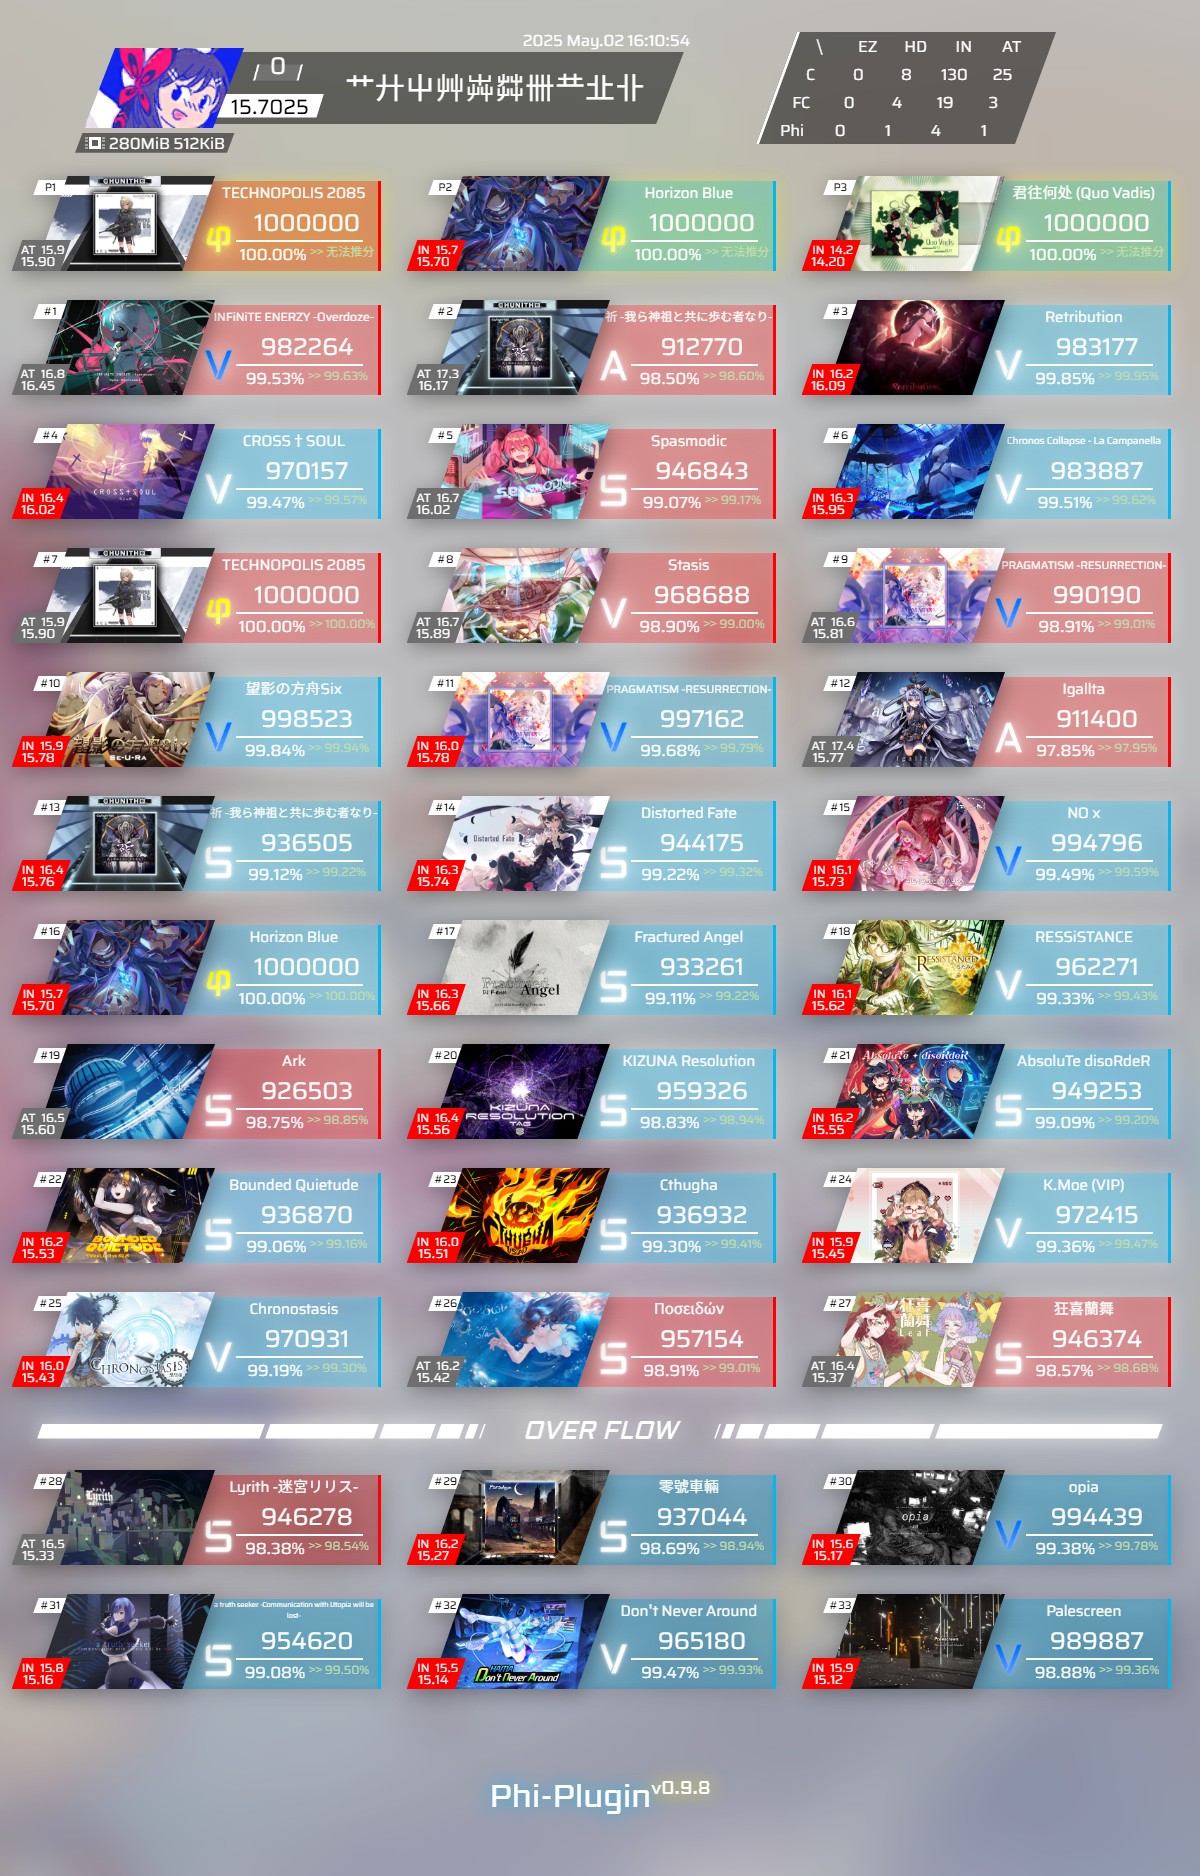 2025 May.02 16:10:54
/ 0 /
15.7025
艹廾屮艸芔茻卌龷北卝
280MiB 512KiB
\ EZ HD IN AT
C 0 8 130 25
FC 0 4 19 3
Phi 0 1 4 1
P1
TECHNOPOLIS 2085
1000000
φ
AT 15.9
15.90
100.00% >> 无法推分
P2
Horizon Blue
1000000
φ
IN 15.7
15.70
100.00% >> 无法推分
P3
君往何处 (Quo Vadis)
1000000
φ
IN 14.2
14.20
100.00% >> 无法推分
#1
INFiNiTE ENERZY -Overdoze-
982264
V
AT 16.8
16.45
99.53% >> 99.63%
#2
祈 -我ら神祖と共に歩む者なり-
912770
A
AT 17.3
16.17
98.50% >> 98.60%
#3
Retribution
983177
V
IN 16.2
16.09
99.85% >> 99.95%
#4
CROSS†SOUL
970157
V
IN 16.4
16.02
99.47% >> 99.57%
#5
Spasmodic
946843
S
AT 16.7
16.02
99.07% >> 99.17%
#6
Chronos Collapse - La Campanella
983887
V
IN 16.3
15.95
99.51% >> 99.62%
#7
TECHNOPOLIS 2085
1000000
φ
AT 15.9
15.90
100.00% >> 100.00%
#8
Stasis
968688
V
AT 16.7
15.89
98.90% >> 99.00%
#9
PRAGMATISM -RESURRECTION-
990190
V
AT 16.6
15.81
98.91% >> 99.01%
#10
望影の方舟Six
998523
V
IN 15.9
15.78
99.84% >> 99.94%
#11
PRAGMATISM -RESURRECTION-
997162
V
IN 16.0
15.78
99.68% >> 99.79%
#12
Igallta
911400
A
AT 17.4
15.77
97.85% >> 97.95%
#13
祈 -我ら神祖と共に歩む者なり-
936505
S
IN 16.4
15.76
99.12% >> 99.22%
#14
Distorted Fate
944175
S
IN 16.3
15.74
99.22% >> 99.32%
#15
NO x
994796
V
IN 16.1
15.73
99.49% >> 99.59%
#16
Horizon Blue
1000000
φ
IN 15.7
15.70
100.00% >> 100.00%
#17
Fractured Angel
933261
S
IN 16.3
15.66
99.11% >> 99.22%
#18
RESSiSTANCE
962271
V
IN 16.1
15.62
99.33% >> 99.43%
#19
Ark
926503
S
AT 16.5
15.60
98.75% >> 98.85%
#20
KIZUNA Resolution
959326
S
IN 16.4
15.56
98.83% >> 98.94%
#21
AbsoluTe disoRdeR
949253
S
IN 16.2
15.55
99.09% >> 99.20%
#22
Bounded Quietude
936870
S
IN 16.2
15.53
99.06% >> 99.16%
#23
Cthugha
936932
S
IN 16.0
15.51
99.30% >> 99.41%
#24
K.Moe (VIP)
972415
V
IN 15.9
15.45
99.36% >> 99.47%
#25
Chronostasis
970931
V
IN 16.0
15.43
99.19% >> 99.30%
#26
Ποσειδών
957154
S
AT 16.2
15.42
98.91% >> 99.01%
#27
狂喜蘭舞
946374
S
AT 16.4
15.37
98.57% >> 98.68%
OVER FLOW
#28
Lyrith -迷宮リリス-
946278
S
AT 16.5
15.33
98.38% >> 98.54%
#29
零號車輛
937044
S
IN 16.2
15.27
98.69% >> 98.94%
#30
opia
994439
V
IN 15.6
15.17
99.38% >> 99.78%
#31
a truth seeker -Communication with Utopia will be
lost-
954620
S
IN 15.8
15.16
99.08% >> 99.50%
#32
Don't Never Around
965180
V
IN 15.5
15.14
99.47% >> 99.93%
#33
Palescreen
989887
V
IN 15.9
15.12
98.88% >> 99.36%
Phi-Plugin v0.9.8